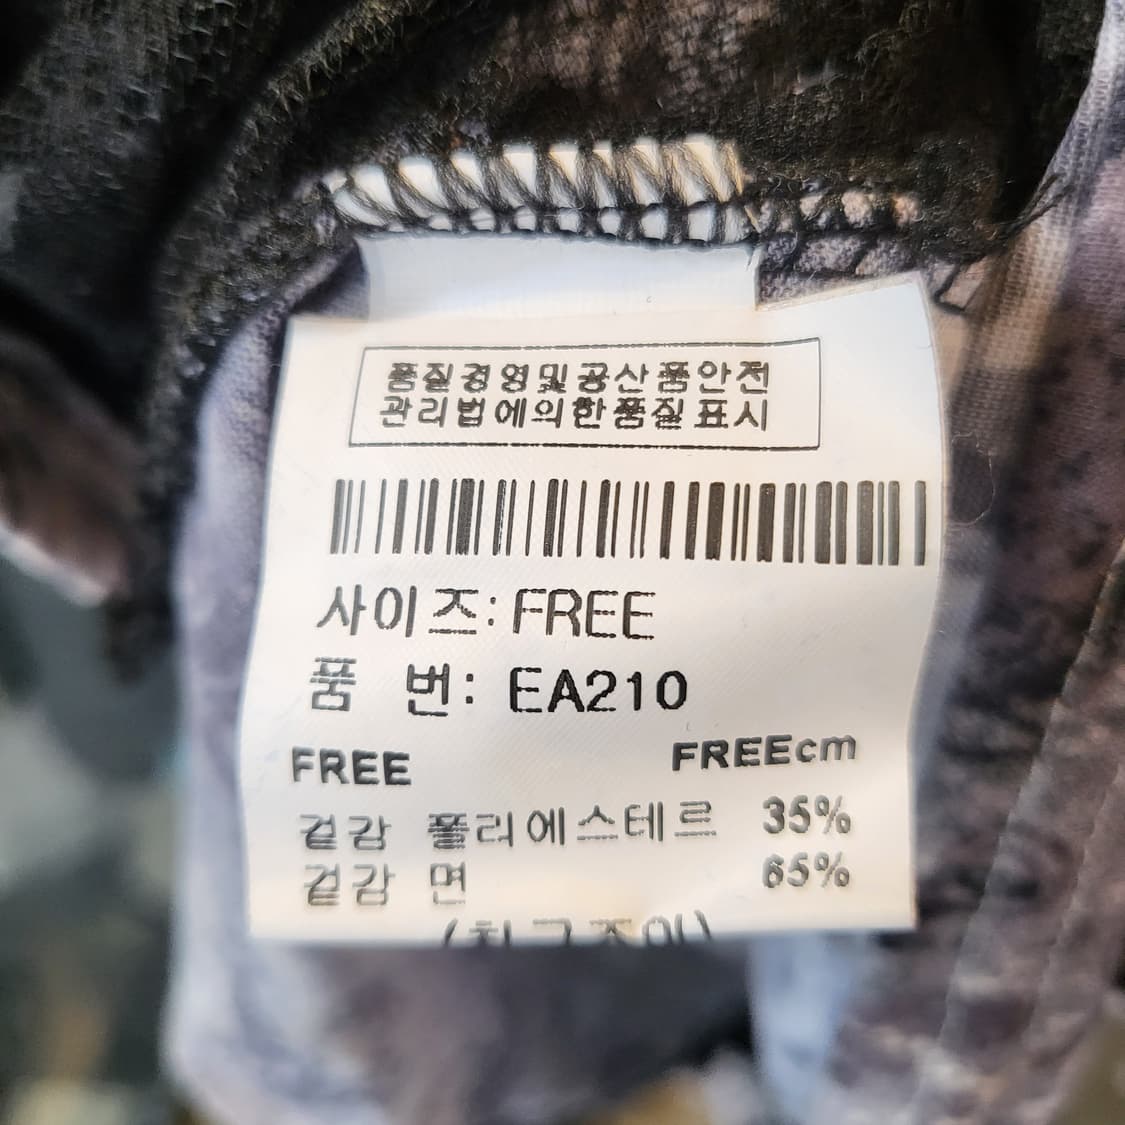 품질경영및공산품안전
관리법에의한품질표시
사이즈: FREE
품 번: EA210
FREE FREEcm
겉감 폴리에스테르 35%
겉감 면 65%